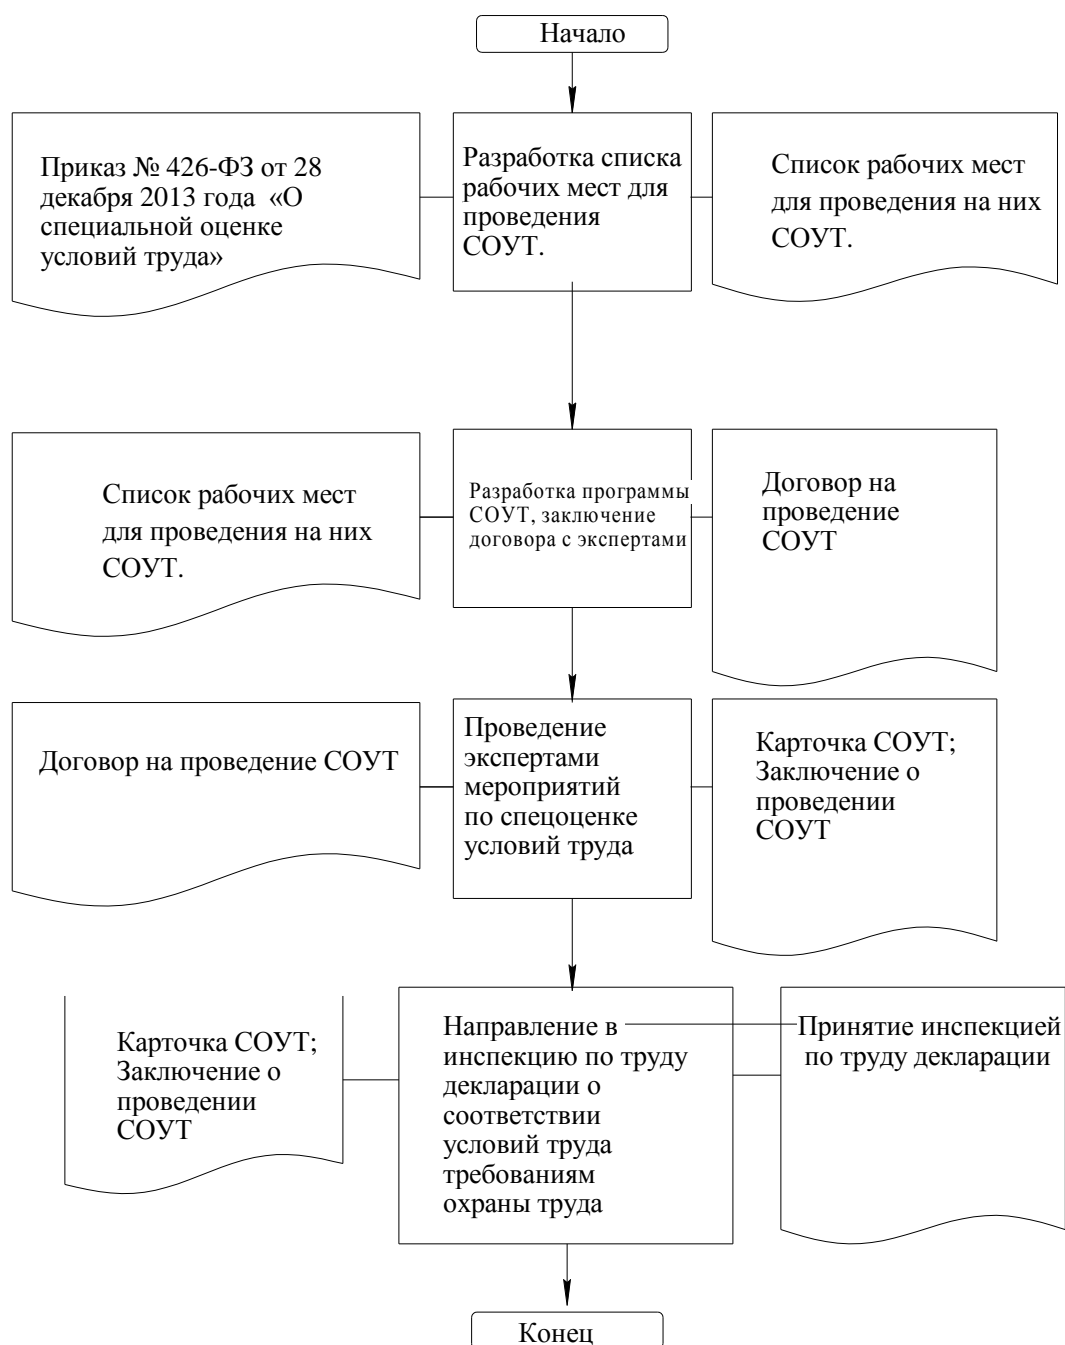 Начало
Приказ № 426-ФЗ от 28
декабря 2013 года «О
специальной оценке
условий труда»
Разработка списка
рабочих мест для
проведения
СОУТ.
Список рабочих мест
для проведения на них
СОУТ.
Список рабочих мест
для проведения на них
СОУТ.
Разработка программы
СОУТ, заключение
договора с экспертами
Договор на
проведение
СОУТ
Договор на проведение СОУТ
Проведение
экспертами
мероприятий
по спецоценке
условий труда
Карточка СОУТ;
Заключение о
проведении
СОУТ
Карточка СОУТ;
Заключение о
проведении
СОУТ
Направление в
инспекцию по труду
декларации о
соответствии
условий труда
требованиям
охраны труда
Принятие инспекцией
по труду декларации
Конец